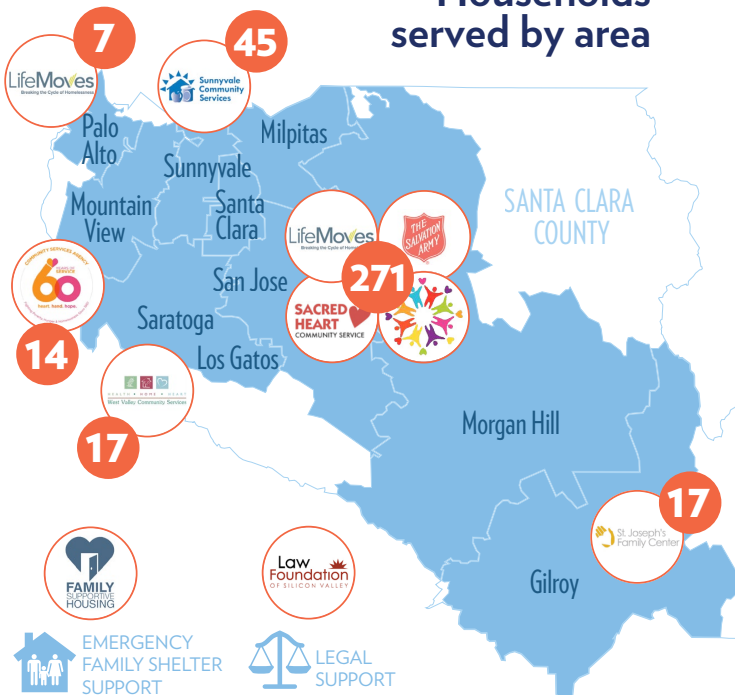 Households
served by area
7
45
LifeMoves
Breaking the Cycle of Homelessness
Sunnyvale
Community
Services
Palo
Alto
Milpitas
Sunnyvale
Mountain
View
Santa
Clara
SANTA CLARA
COUNTY
LifeMoves
THE
SALVATION
ARMY
COMMUNITY SERVICES AGENCY
60
heart. hand. hope.
14
San Jose
271
SACRED
HEART
COMMUNITY SERVICE
Saratoga
Los Gatos
HEALTH • HOME • HEART
West Valley Community Services
17
Morgan Hill
17
St. Joseph's
Family Center
Gilroy
FAMILY
SUPPORTIVE
HOUSING
Law
Foundation
OF SILICON VALLEY
EMERGENCY
FAMILY SHELTER
SUPPORT
LEGAL
SUPPORT